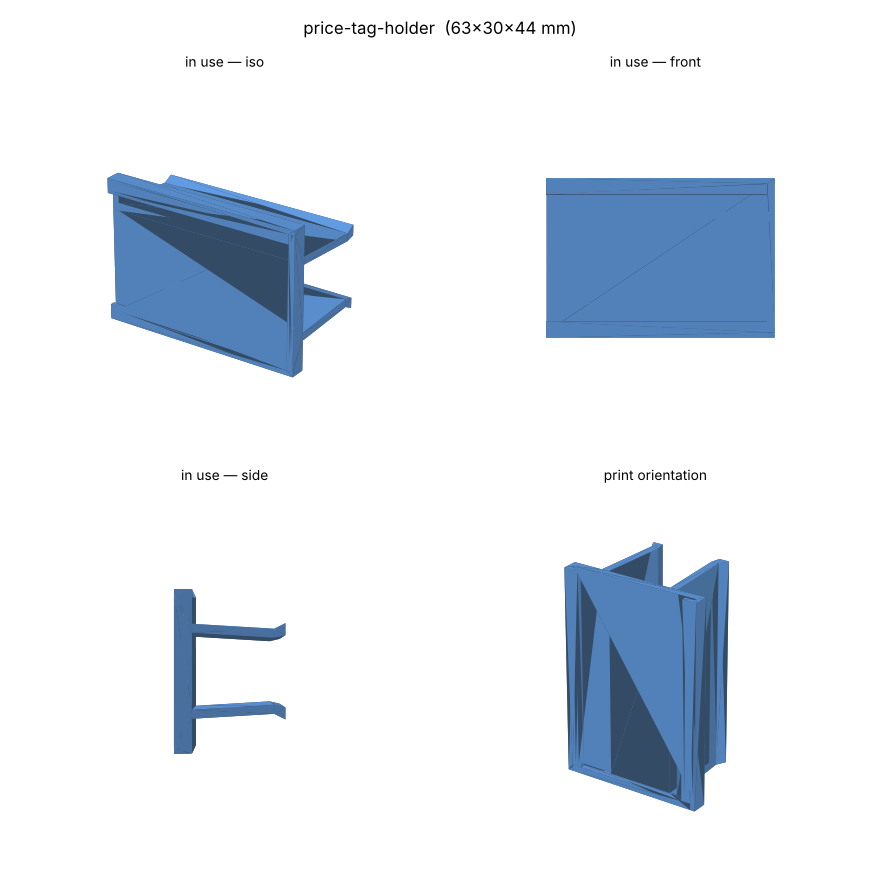 price-tag-holder (63×30×44 mm)
in use — iso
in use — front
in use — side
print orientation